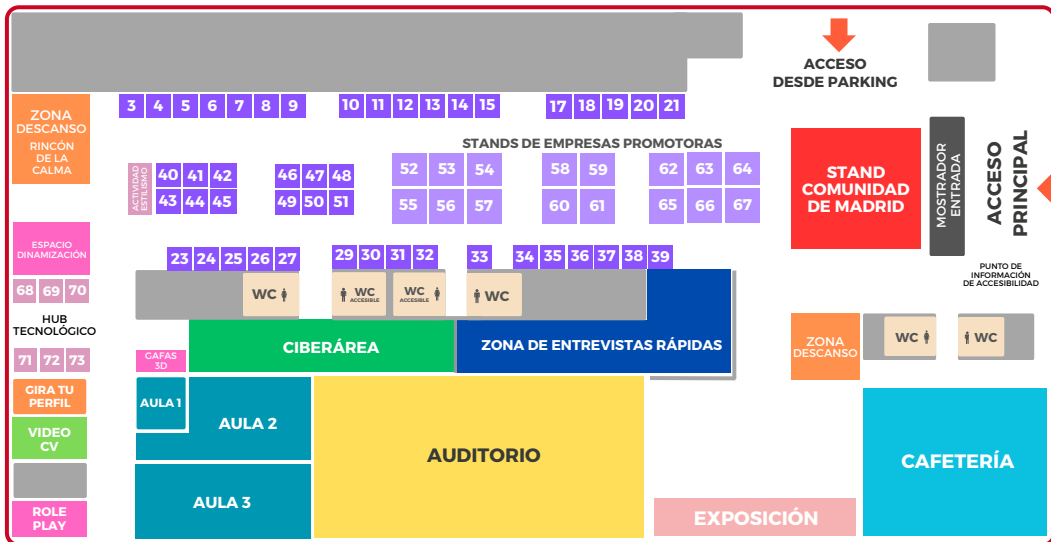 ACCESO
DESDE PARKING
ZONA
DESCANSO
RINCÓN
DE LA
CALMA
3 4 5 6 7 8 9
10 11 12 13 14 15
17 18 19 20 21
STANDS DE EMPRESAS PROMOTORAS
ACTIVIDAD
ESTILISMO
40 41 42
43 44 45
46 47 48
49 50 51
52 53 54
55 56 57
58 59
60 61
62 63 64
65 66 67
STAND
COMUNIDAD
DE MADRID
MOSTRADOR
ENTRADA
ACCESO
PRINCIPAL
PUNTO DE
INFORMACIÓN
DE ACCESIBILIDAD
ESPACIO
DINAMIZACIÓN
68 69 70
HUB
TECNOLÓGICO
71 72 73
23 24 25 26 27
29 30 31 32
33
34 35 36 37 38 39
WC
WC
ACCESIBLE
WC
ACCESIBLE
WC
CIBERÁREA
ZONA DE ENTREVISTAS RÁPIDAS
ZONA
DESCANSO
WC
WC
GAFAS
3D
GIRA TU
PERFIL
VIDEO
CV
ROLE
PLAY
AULA 1
AULA 2
AULA 3
AUDITORIO
EXPOSICIÓN
CAFETERÍA